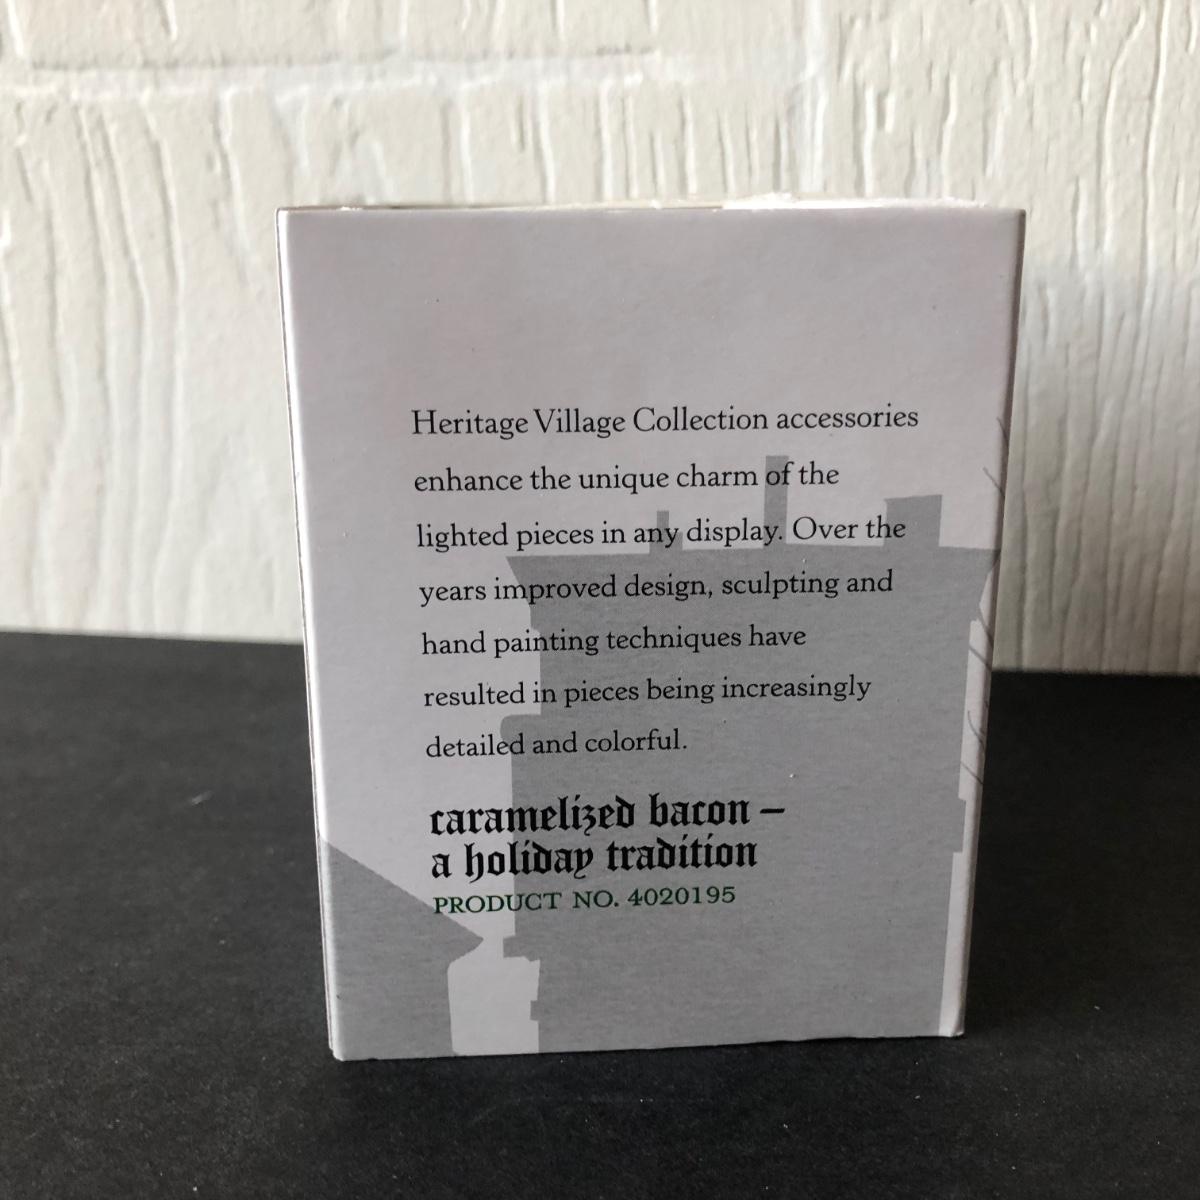 Heritage Village Collection accessories
enhance the unique charm of the
lighted pieces in any display. Over the
years improved design, sculpting and
hand painting techniques have
resulted in pieces being increasingly
detailed and colorful.
caramelized bacon –
a holiday tradition
PRODUCT NO. 4020195